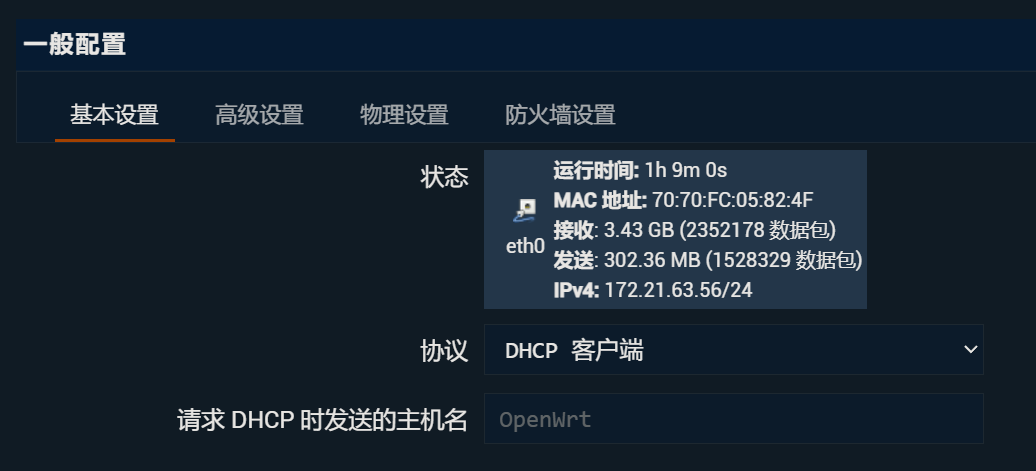 一般配置
基本设置 高级设置 物理设置 防火墙设置
状态
eth0
运行时间: 1h 9m 0s
MAC 地址: 70:70:FC:05:82:4F
接收: 3.43 GB (2352178 数据包)
发送: 302.36 MB (1528329 数据包)
IPv4: 172.21.63.56/24
协议 DHCP 客户端
请求 DHCP 时发送的主机名 OpenWrt